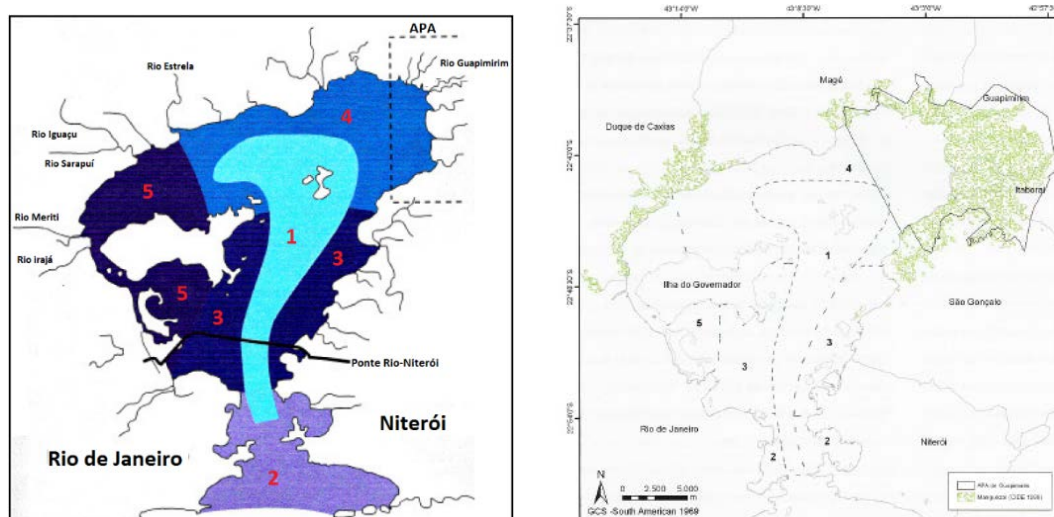 APA
Rio Estrela
Rio Guapimirim
4
Rio Iguaçu
Rio Sarapuí
5
Rio Meriti
1
3
Rio irajá
5
3
Ponte Rio-Niterói
Niterói
Rio de Janeiro
2
Magé
Guapimirim
Duque de Caxias
4
Itaboraí
1
Ilha do Governador
São Gonçalo
5
3
3
Rio de Janeiro
2
Niterói
2
N
0 2.500 5.000
m
GCS -South American 1969
APA de Guapimirim
Manguezal (CIDE 1998)